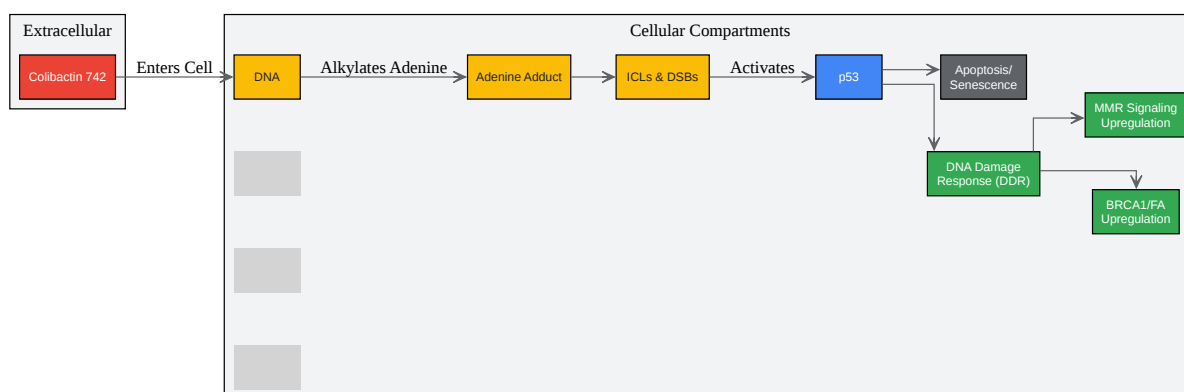 Extracellular
Cellular Compartments
Colibactin 742
Enters Cell
DNA
Alkylates Adenine
Adenine Adduct
ICLs & DSBs
Activates
p53
Apoptosis/
Senescence
MMR Signaling
Upregulation
DNA Damage
Response (DDR)
BRCA1/FA
Upregulation